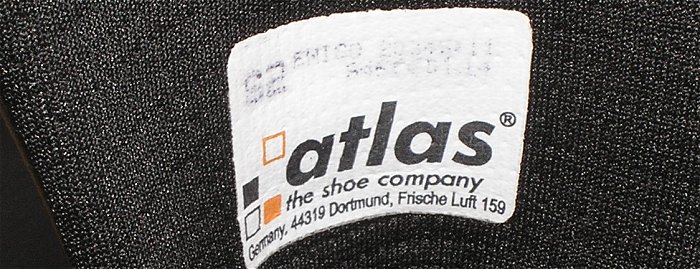 atlas®
the shoe company
Germany, 44319 Dortmund, Frische Luft 159